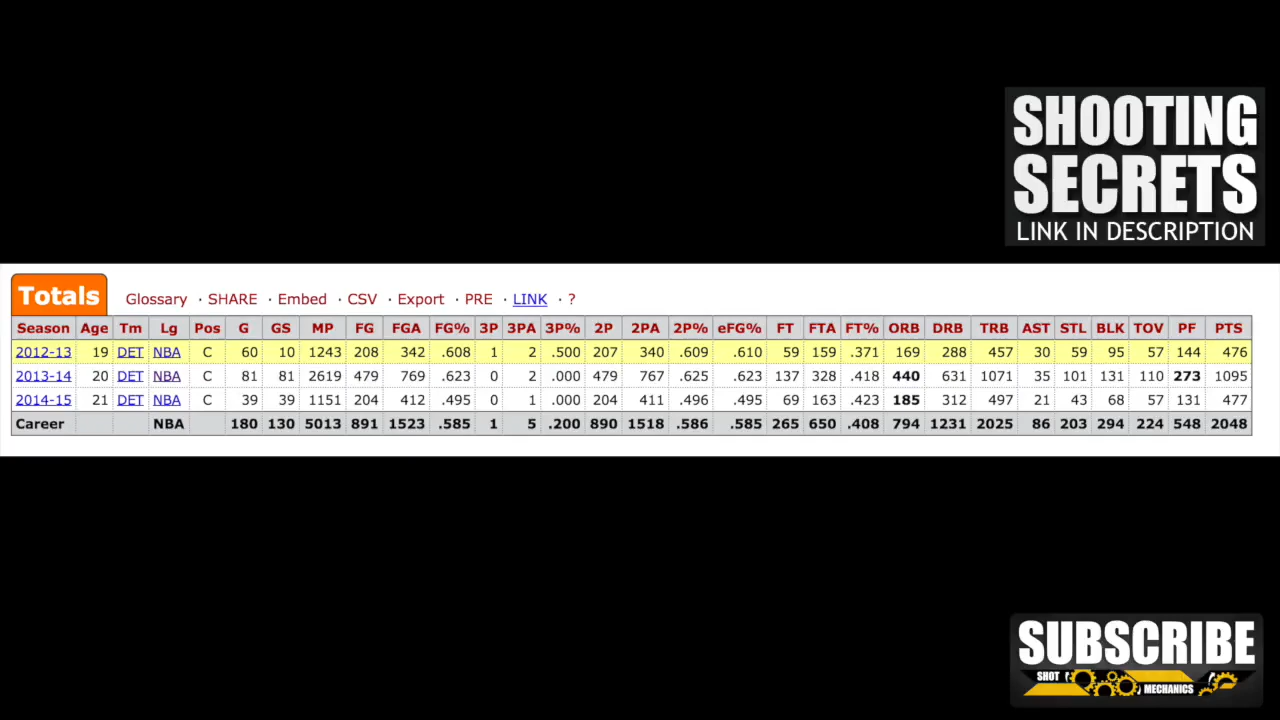 SHOOTING
SECRETS
LINK IN DESCRIPTION
Totals Glossary · SHARE · Embed · CSV · Export · PRE · LINK · ?
Season Age Tm Lg Pos G GS MP FG FGA FG% 3P 3PA 3P% 2P 2PA 2P% eFG% FT FTA FT% ORB DRB TRB AST STL BLK TOV PF PTS
2012-13 19 DET NBA C 60 10 1243 208 342 .608 1 2 .500 207 340 .609 .610 59 159 .371 169 288 457 30 59 95 57 144 476
2013-14 20 DET NBA C 81 81 2619 479 769 .623 0 2 .000 479 767 .625 .623 137 328 .418 440 631 1071 35 101 131 110 273 1095
2014-15 21 DET NBA C 39 39 1151 204 412 .495 0 1 .000 204 411 .496 .495 69 163 .423 185 312 497 21 43 68 57 131 477
Career NBA 180 130 5013 891 1523 .585 1 5 .200 890 1518 .586 .585 265 650 .408 794 1231 2025 86 203 294 224 548 2048
SUBSCRIBE
SHOT
MECHANICS